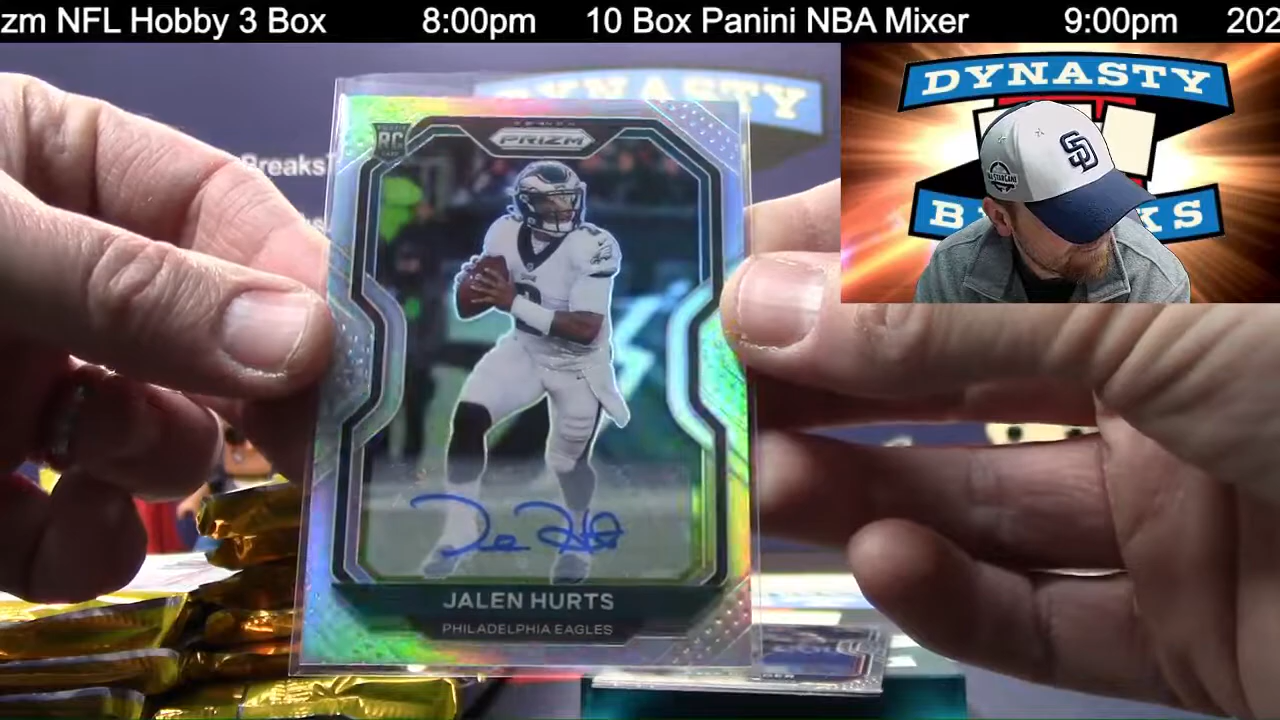 zm NFL Hobby 3 Box 8:00pm 10 Box Panini NBA Mixer 9:00pm 202
DYNASTY
SD
Breaks
RC
PRIZM
JALEN HURTS
PHILADELPHIA EAGLES